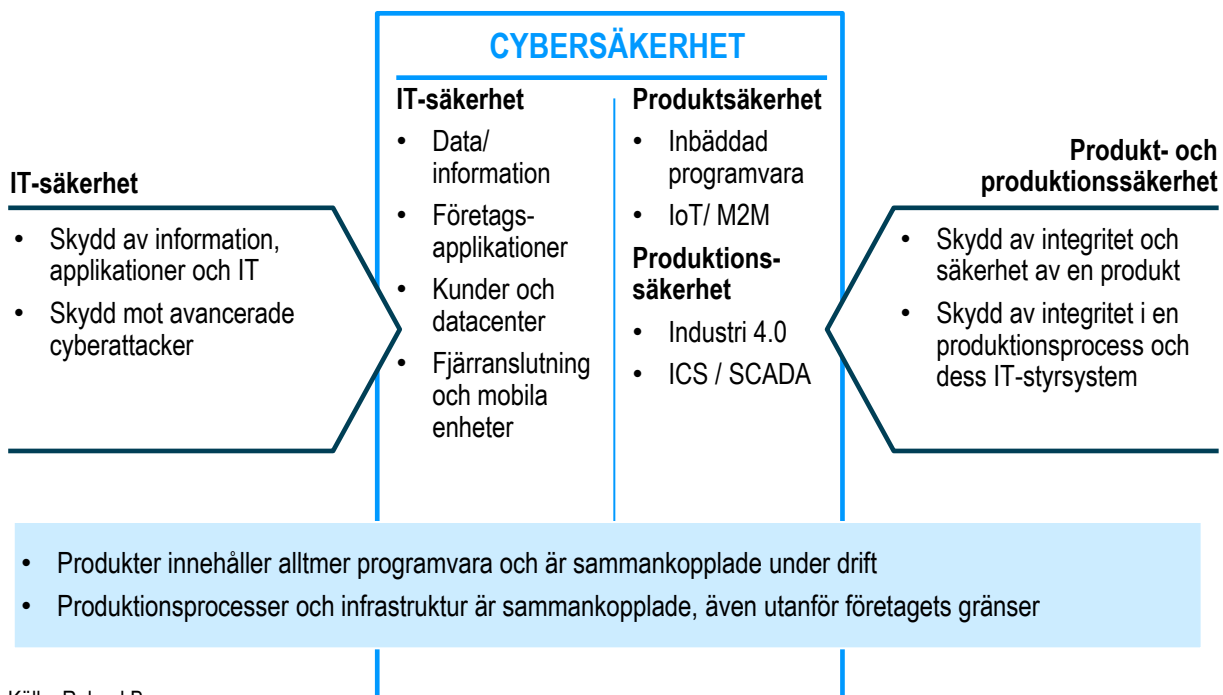 CYBERSÄKERHET
IT-säkerhet
• Skydd av information,
applikationer och IT
• Skydd mot avancerade
cyberattacker
IT-säkerhet
• Data/
information
• Företags-
applikationer
• Kunder och
datacenter
• Fjärranslutning
och mobila
enheter
Produktsäkerhet
• Inbäddad
programvara
• IoT/ M2M
Produktions-
säkerhet
• Industri 4.0
• ICS / SCADA
Produkt- och
produktionssäkerhet
• Skydd av integritet och
säkerhet av en produkt
• Skydd av integritet i en
produktionsprocess och
dess IT-styrsystem
• Produkter innehåller alltmer programvara och är sammankopplade under drift
• Produktionsprocesser och infrastruktur är sammankopplade, även utanför företagets gränser